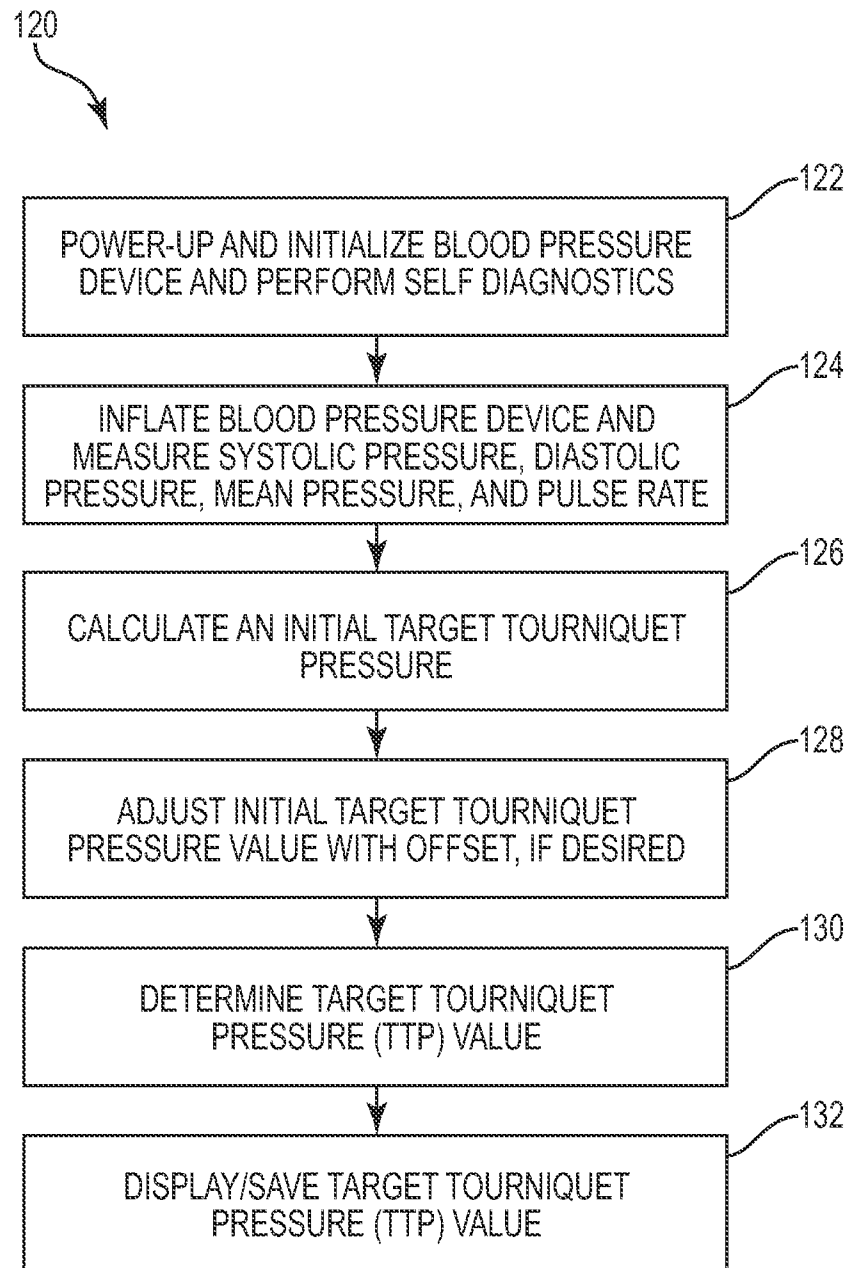 120
122
POWER-UP AND INITIALIZE BLOOD PRESSURE
DEVICE AND PERFORM SELF DIAGNOSTICS
124
INFLATE BLOOD PRESSURE DEVICE AND
MEASURE SYSTOLIC PRESSURE, DIASTOLIC
PRESSURE, MEAN PRESSURE, AND PULSE RATE
126
CALCULATE AN INITIAL TARGET TOURNIQUET
PRESSURE
128
ADJUST INITIAL TARGET TOURNIQUET
PRESSURE VALUE WITH OFFSET, IF DESIRED
130
DETERMINE TARGET TOURNIQUET
PRESSURE (TTP) VALUE
132
DISPLAY/SAVE TARGET TOURNIQUET
PRESSURE (TTP) VALUE